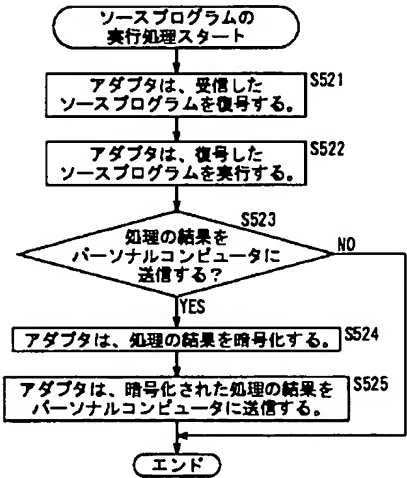 ソースプログラムの
実行処理スタート
S521
アダプタは、受信した
ソースプログラムを復号する。
S522
アダプタは、復号した
ソースプログラムを実行する。
S523
処理の結果を
パーソナルコンピュータに
送信する?
NO
YES
アダプタは、処理の結果を暗号化する。
S524
アダプタは、暗号化された処理の結果を
パーソナルコンピュータに送信する。
S525
エンド